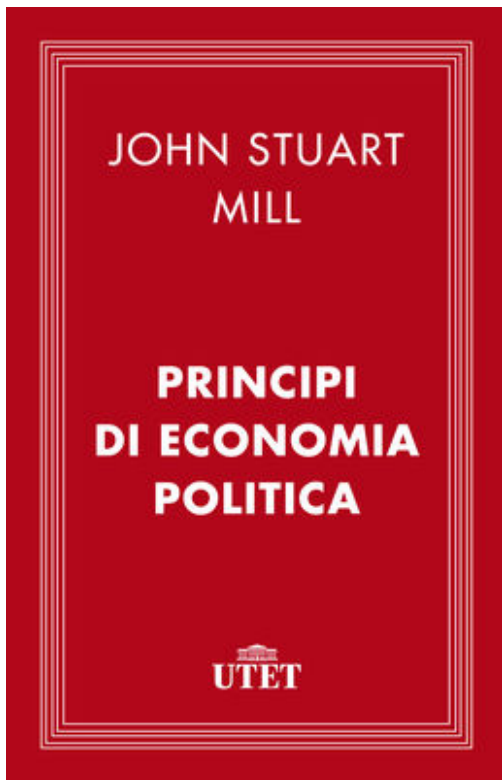 JOHN STUART
MILL
PRINCIPI
DI ECONOMIA
POLITICA
UTET